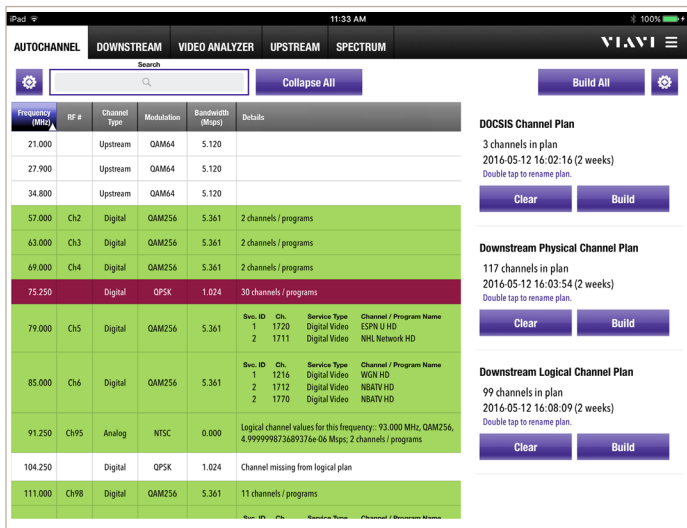 iPad 11:33 AM 100%
AUTOCHANNEL DOWNSTREAM VIDEO ANALYZER UPSTREAM SPECTRUM VIAVI
Search
Collapse All Build All
Frequency (MHz) RF # Channel Type Modulation Bandwidth (Msps) Details
21.000 Upstream QAM64 5.120
27.900 Upstream QAM64 5.120
34.800 Upstream QAM64 5.120
57.000 Ch2 Digital QAM256 5.361 2 channels / programs
63.000 Ch3 Digital QAM256 5.361 2 channels / programs
69.000 Ch4 Digital QAM256 5.361 2 channels / programs
75.250 Digital QPSK 1.024 30 channels / programs
79.000 Ch5 Digital QAM256 5.361
Svc. ID Ch. Service Type Channel / Program Name
1 1720 Digital Video ESPN U HD
2 1711 Digital Video NHL Network HD
85.000 Ch6 Digital QAM256 5.361
Svc. ID Ch. Service Type Channel / Program Name
1 1216 Digital Video WGN HD
2 1712 Digital Video NBATV HD
2 1770 Digital Video NBATV HD
91.250 Ch95 Analog NTSC 0.000
Logical channel values for this frequency:: 93.000 MHz, QAM256,
4.999999873689376e-06 Msps; 2 channels / programs
104.250 Digital QPSK 1.024 Channel missing from logical plan
111.000 Ch98 Digital QAM256 5.361 11 channels / programs
Svc. ID Ch. Service Type Channel / Program Name
DOCSIS Channel Plan
3 channels in plan
2016-05-12 16:02:16 (2 weeks)
Double tap to rename plan.
Clear Build
Downstream Physical Channel Plan
117 channels in plan
2016-05-12 16:03:54 (2 weeks)
Double tap to rename plan.
Clear Build
Downstream Logical Channel Plan
99 channels in plan
2016-05-12 16:08:09 (2 weeks)
Double tap to rename plan.
Clear Build